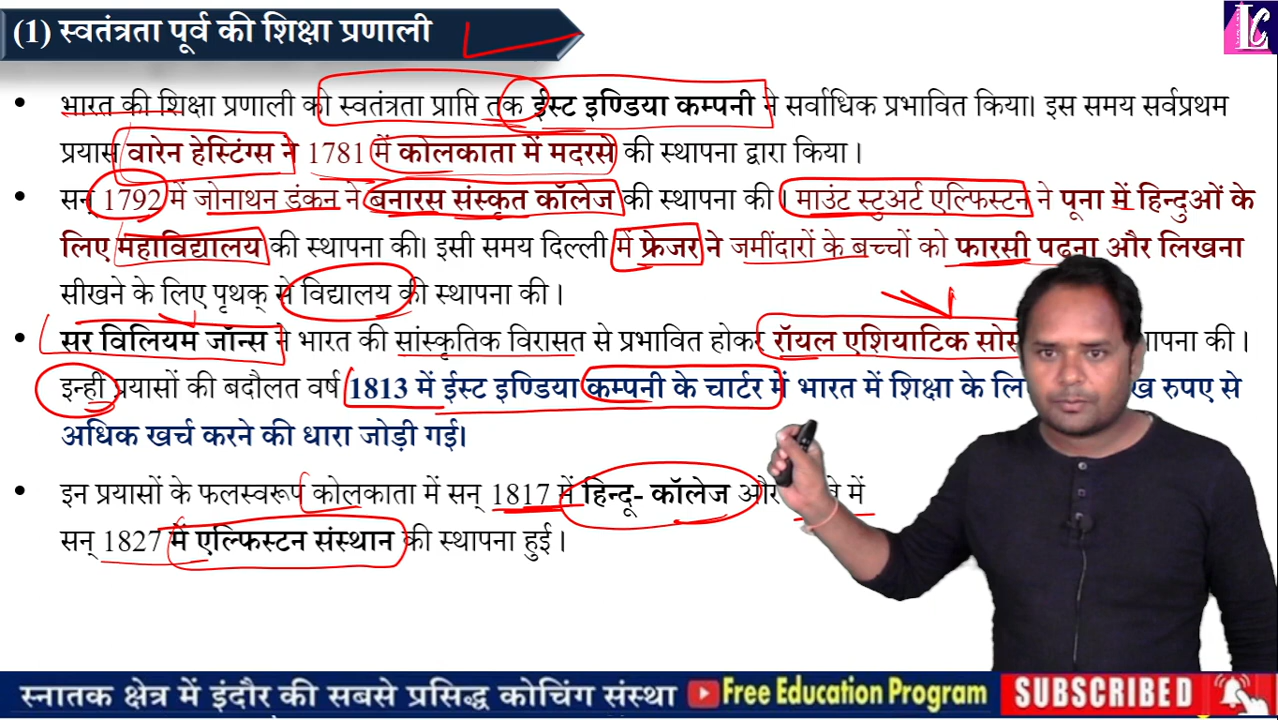 (1) स्वतंत्रता पूर्व की शिक्षा प्रणाली
LC
• भारत की शिक्षा प्रणाली को स्वतंत्रता प्राप्ति तक ईस्ट इण्डिया कम्पनी ने सर्वाधिक प्रभावित किया। इस समय सर्वप्रथम
प्रयास वारेन हेस्टिंग्स ने 1781 में कोलकाता में मदरसे की स्थापना द्वारा किया।
• सन् 1792 में जोनाथन डंकन ने बनारस संस्कृत कॉलेज की स्थापना की। माउंट स्टुअर्ट एल्फिस्टन ने पूना में हिन्दुओं के
लिए महाविद्यालय की स्थापना की। इसी समय दिल्ली में फ्रेजर ने जमींदारों के बच्चों को फारसी पढ़ना और लिखना
सीखने के लिए पृथक् से विद्यालय की स्थापना की।
• सर विलियम जॉन्स ने भारत की सांस्कृतिक विरासत से प्रभावित होकर रॉयल एशियाटिक की।
इन्ही प्रयासों की बदौलत वर्ष 1813 में ईस्ट इण्डिया कम्पनी के चार्टर में भारत में शिक्षा के रुपए से
अधिक खर्च करने की धारा जोड़ी गई।
• इन प्रयासों के फलस्वरूप कोलकाता में सन् 1817 में हिन्दू- कॉलेज और में
सन् 1827 में एल्फिस्टन संस्थान की स्थापना हुई।
स्नातक क्षेत्र में इंदौर की सबसे प्रसिद्ध कोचिंग संस्था Free Education Program SUBSCRIBED